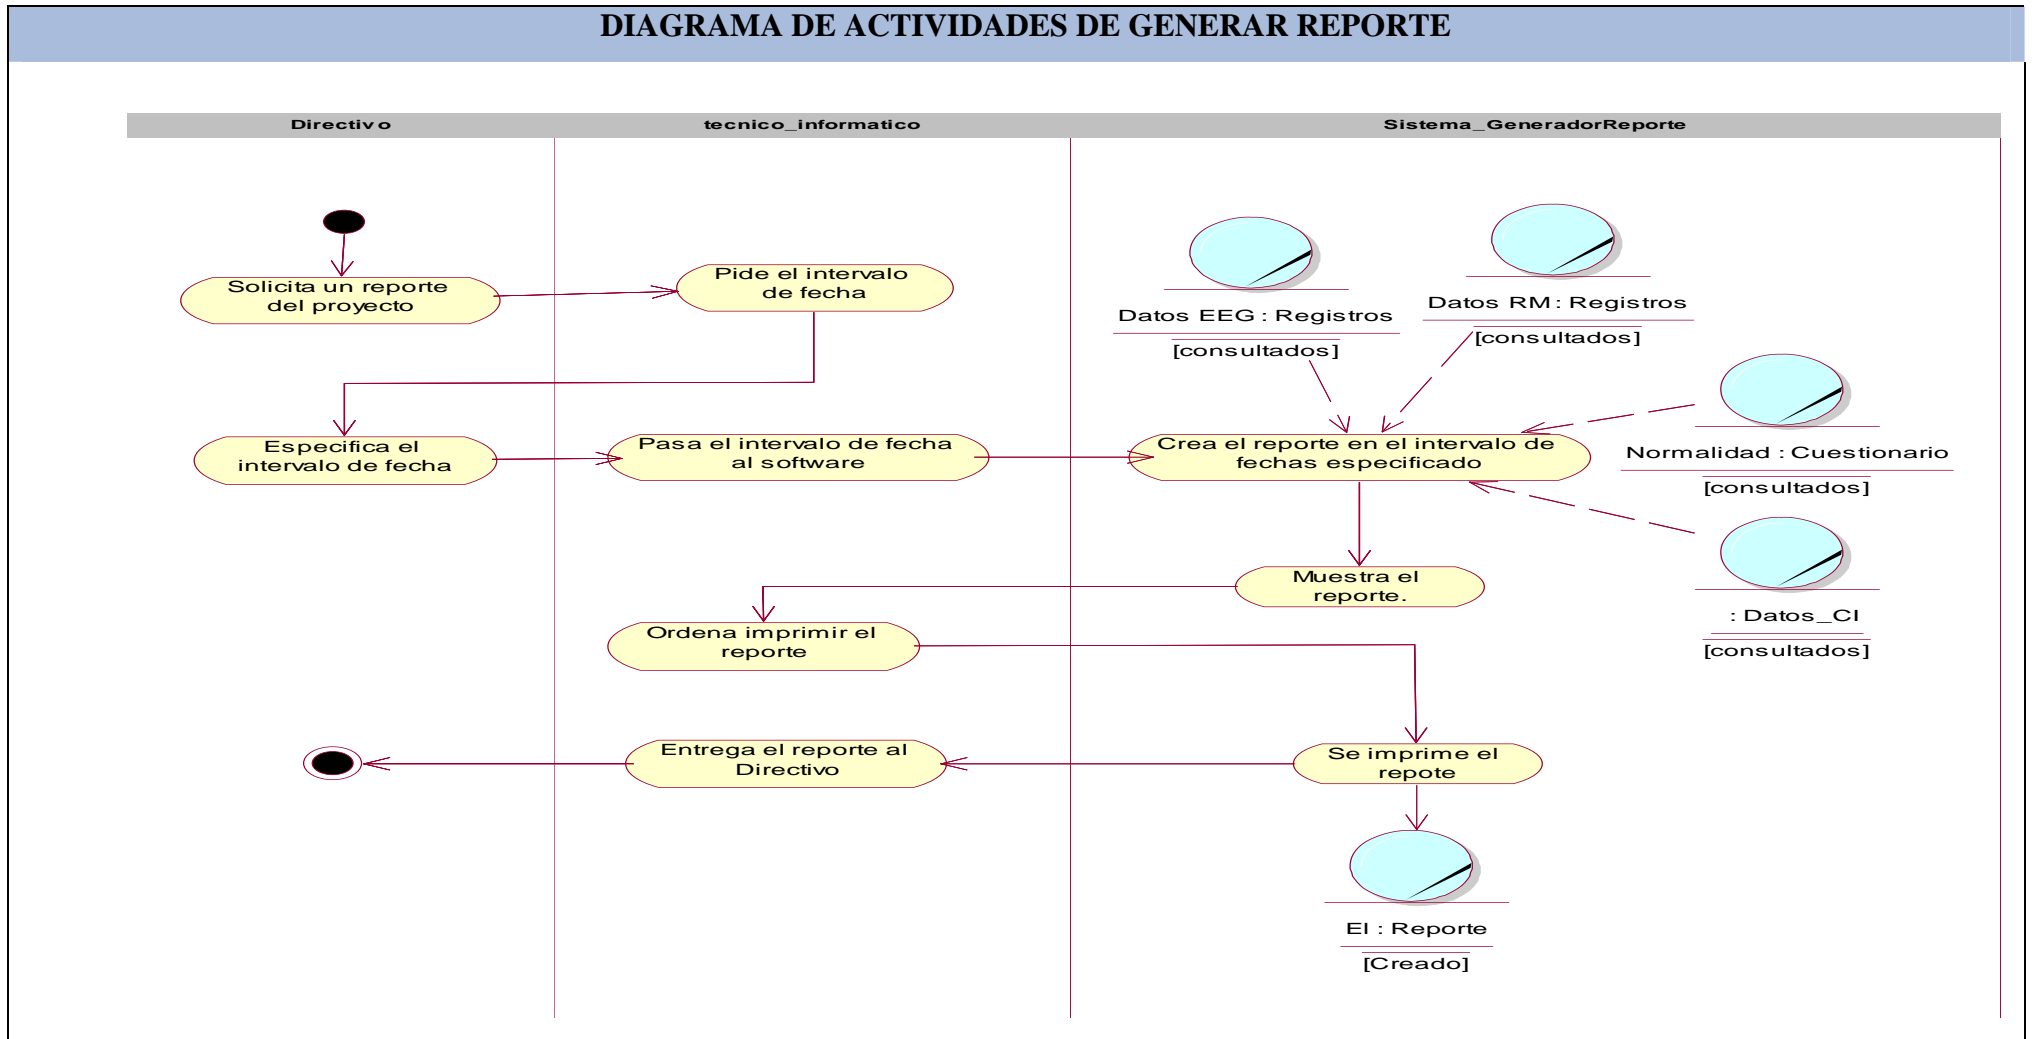 DIAGRAMA DE ACTIVIDADES DE GENERAR REPORTE
Directivo
tecnico_informatico
Sistema_GeneradorReporte
Solicita un reporte
del proyecto
Pide el intervalo
de fecha
Datos EEG : Registros
[consultados]
Datos RM : Registros
[consultados]
Especifica el
intervalo de fecha
Pasa el intervalo de fecha
al software
Crea el reporte en el intervalo de
fechas especificado
Normalidad : Cuestionario
[consultados]
Muestra el
reporte.
: Datos_CI
[consultados]
Ordena imprimir el
reporte
Entrega el reporte al
Directivo
Se imprime el
repote
El : Reporte
[Creado]